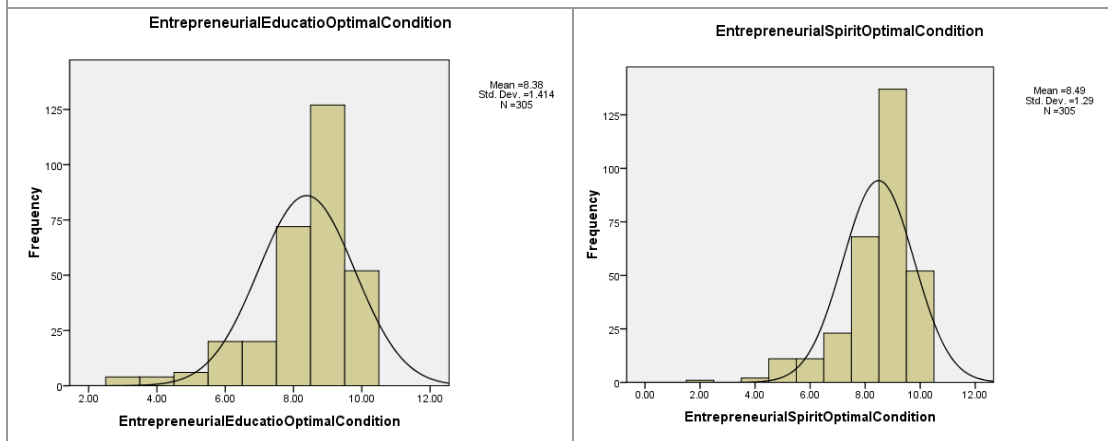 EntrepreneurialEducatioOptimalCondition
Mean =8.38
Std. Dev. =1.414
N =305
Frequency
125
100
75
50
25
0
2.00 4.00 6.00 8.00 10.00 12.00
EntrepreneurialEducatioOptimalCondition
EntrepreneurialSpiritOptimalCondition
Mean =8.49
Std. Dev. =1.29
N =305
Frequency
125
100
75
50
25
0
0.00 2.00 4.00 6.00 8.00 10.00 12.00
EntrepreneurialSpiritOptimalCondition